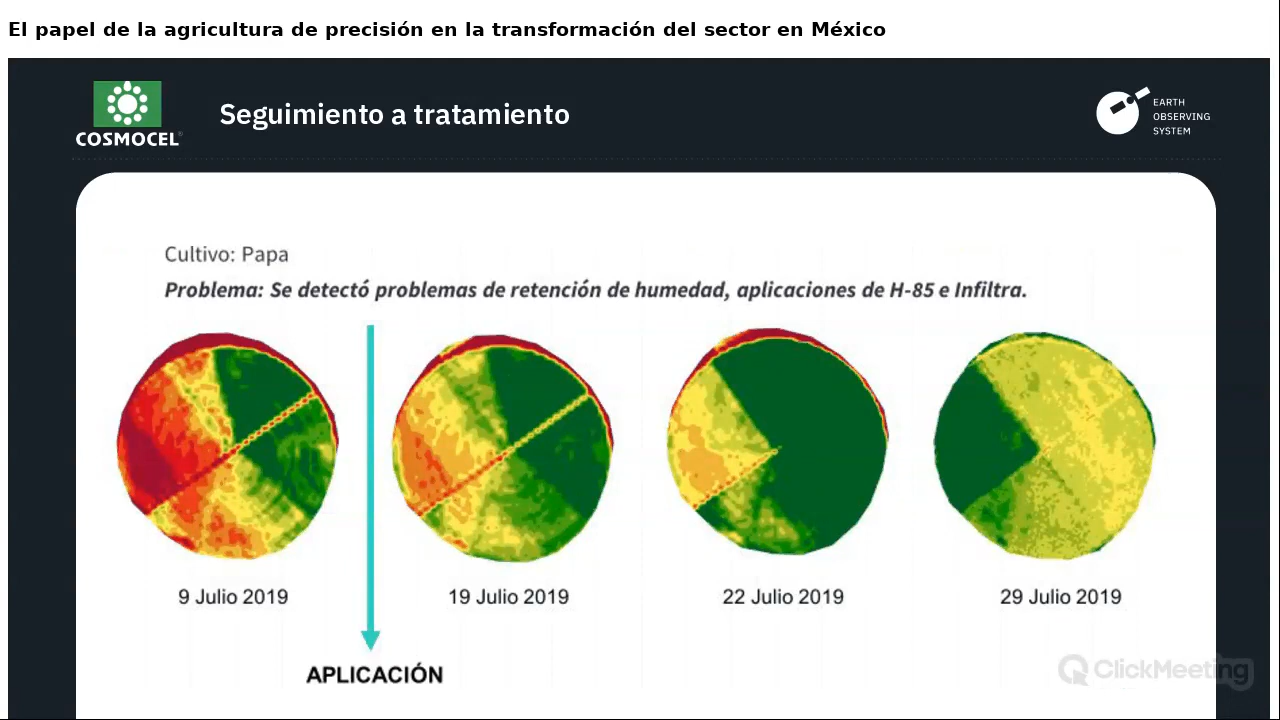 El papel de la agricultura de precisión en la transformación del sector en México
COSMOCEL
Seguimiento a tratamiento
EARTH
OBSERVING
SYSTEM
Cultivo: Papa
Problema: Se detectó problemas de retención de humedad, aplicaciones de H-85 e Infiltra.
9 Julio 2019
19 Julio 2019
22 Julio 2019
29 Julio 2019
APLICACIÓN
ClickMeeting